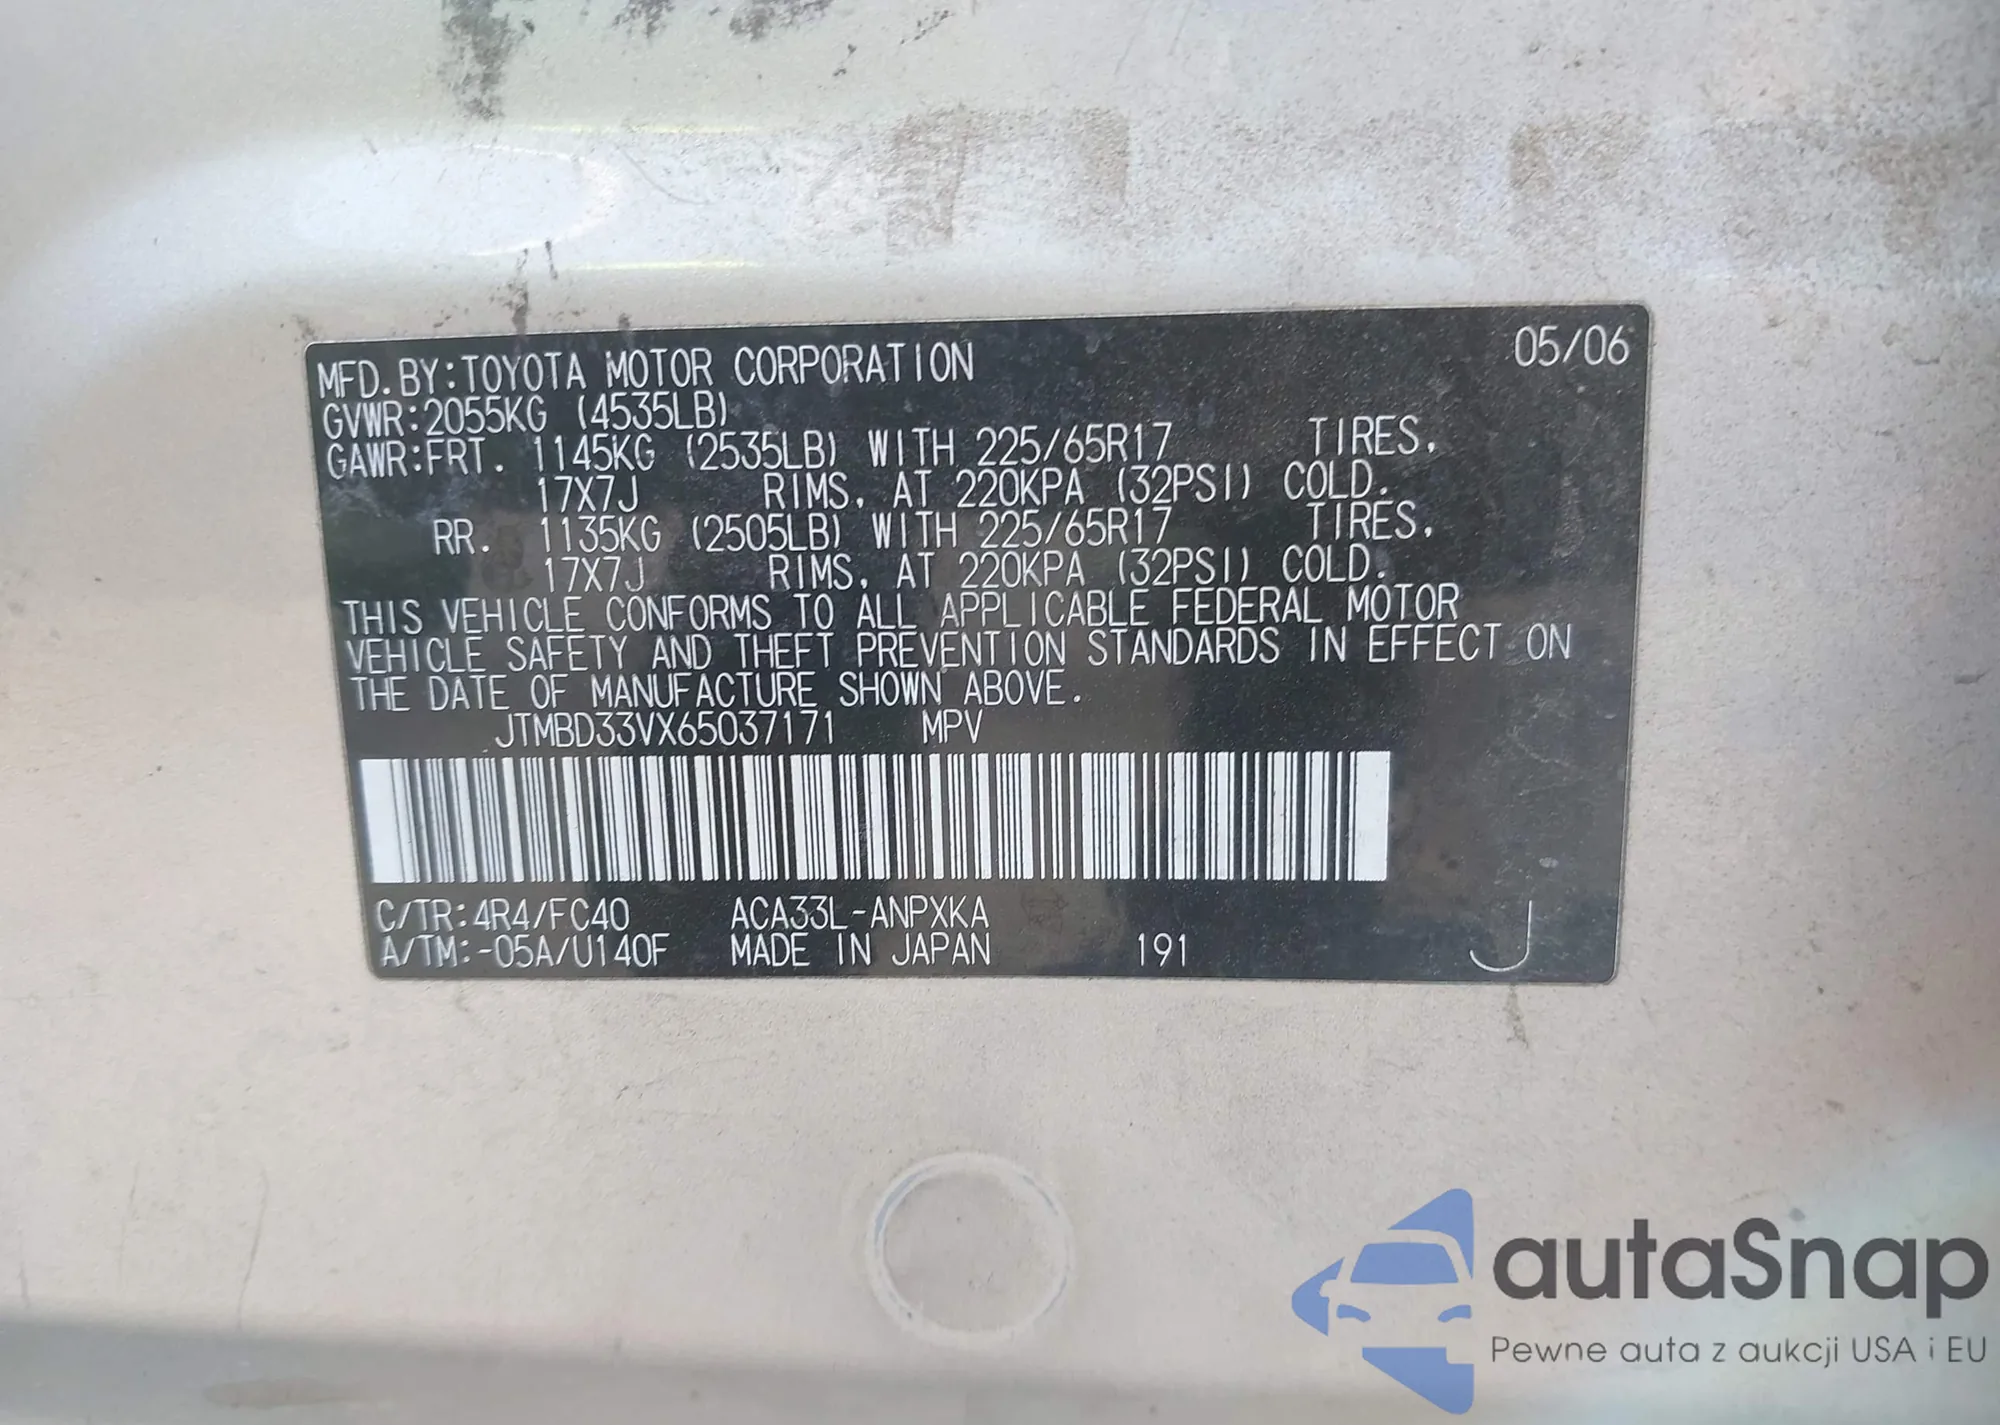 MFD. BY: TOYOTA MOTOR CORPORATION 05/06
GVWR: 2055KG (4535LB)
GAWR: FRT. 1145KG (2535LB) WITH 225/65R17 TIRES,
17X7J RIMS, AT 220KPA (32PSI) COLD.
RR. 1135KG (2505LB) WITH 225/65R17 TIRES,
17X7J RIMS, AT 220KPA (32PSI) COLD.
THIS VEHICLE CONFORMS TO ALL APPLICABLE FEDERAL MOTOR
VEHICLE SAFETY AND THEFT PREVENTION STANDARDS IN EFFECT ON
THE DATE OF MANUFACTURE SHOWN ABOVE.
JTMBD33VX65037171 MPV
C/TR: 4R4/FC40 ACA33L-ANPXKA
A/TM: -05A/U140F MADE IN JAPAN 191 J
autaSnap
Pewne auta z aukcji USA i EU